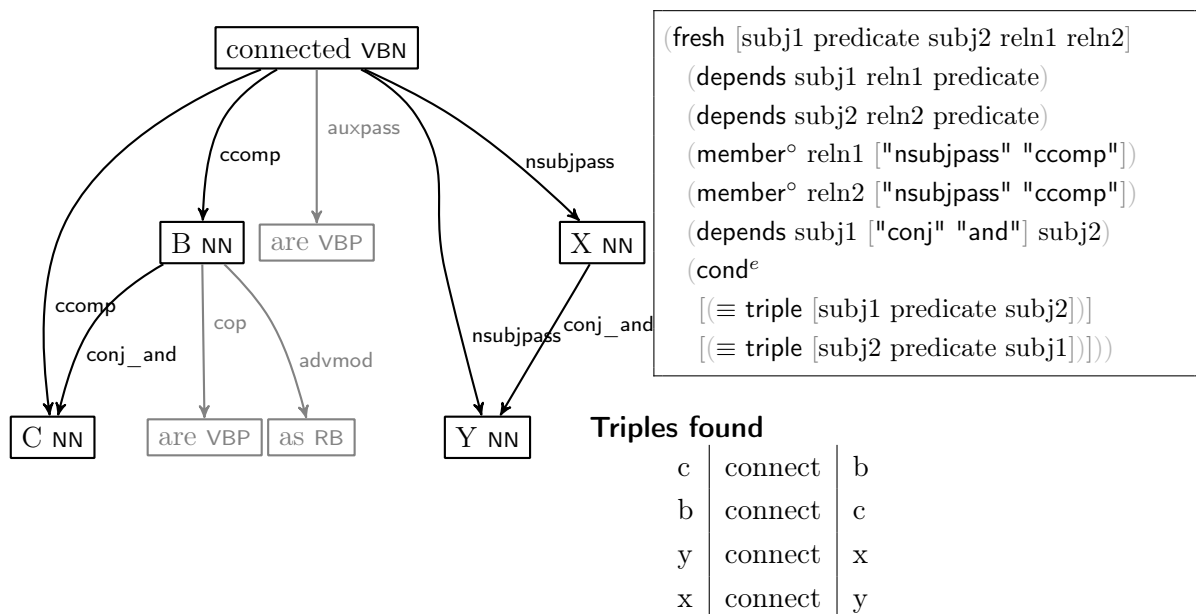 connected VBN
auxpass
ccomp
nsubjpass
B NN
are VBP
X NN
ccomp
cop
nsubjpass
conj_and
conj_and
advmod
C NN
are VBP
as RB
Y NN
(fresh [subj1 predicate subj2 reln1 reln2]
(depends subj1 reln1 predicate)
(depends subj2 reln2 predicate)
(member° reln1 ["nsubjpass" "ccomp"])
(member° reln2 ["nsubjpass" "ccomp"])
(depends subj1 ["conj" "and"] subj2)
(condᵉ
[(≡ triple [subj1 predicate subj2])]
[(≡ triple [subj2 predicate subj1])]))
Triples found
c connect b
b connect c
y connect x
x connect y